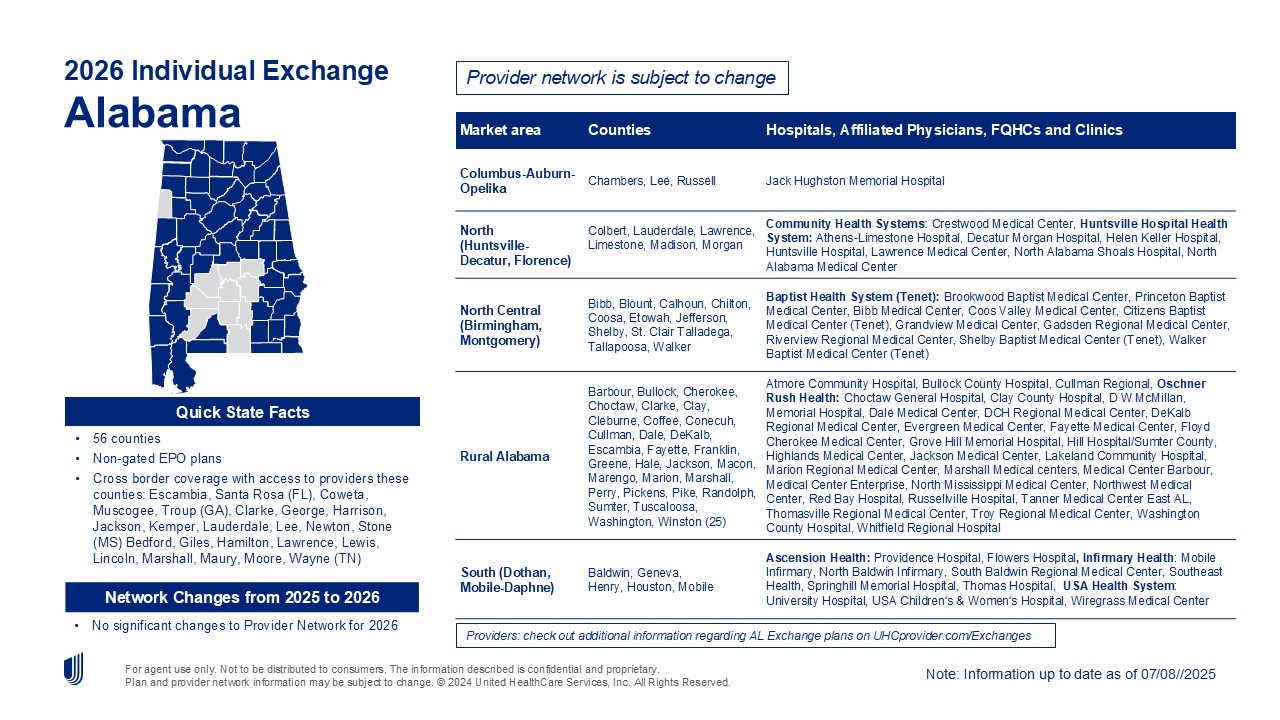 2026 Individual Exchange
Alabama
Quick State Facts
• 56 counties
• Non-gated EPO plans
• Cross border coverage with access to providers these
counties: Escambia, Santa Rosa (FL), Coweta,
Muscogee, Troup (GA), Clarke, George, Harrison,
Jackson, Kemper, Lauderdale, Lee, Newton, Stone
(MS) Bedford, Giles, Hamilton, Lawrence, Lewis,
Lincoln, Marshall, Maury, Moore, Wayne (TN)
Network Changes from 2025 to 2026
• No significant changes to Provider Network for 2026
Provider network is subject to change
Market area Counties Hospitals, Affiliated Physicians, FQHCs and Clinics
Columbus-Auburn-
Opelika
Chambers, Lee, Russell
Jack Hughston Memorial Hospital
North
(Huntsville-
Decatur, Florence)
Colbert, Lauderdale, Lawrence,
Limestone, Madison, Morgan
Community Health Systems: Crestwood Medical Center, Huntsville Hospital Health
System: Athens-Limestone Hospital, Decatur Morgan Hospital, Helen Keller Hospital,
Huntsville Hospital, Lawrence Medical Center, North Alabama Shoals Hospital, North
Alabama Medical Center
North Central
(Birmingham,
Montgomery)
Bibb, Blount, Calhoun, Chilton,
Coosa, Etowah, Jefferson,
Shelby, St. Clair Talladega,
Tallapoosa, Walker
Baptist Health System (Tenet): Brookwood Baptist Medical Center, Princeton Baptist
Medical Center, Bibb Medical Center, Coos Valley Medical Center, Citizens Baptist
Medical Center (Tenet), Grandview Medical Center, Gadsden Regional Medical Center,
Riverview Regional Medical Center, Shelby Baptist Medical Center (Tenet), Walker
Baptist Medical Center (Tenet)
Rural Alabama
Barbour, Bullock, Cherokee,
Choctaw, Clarke, Clay,
Cleburne, Coffee, Conecuh,
Cullman, Dale, DeKalb,
Escambia, Fayette, Franklin,
Greene, Hale, Jackson, Macon,
Marengo, Marion, Marshall,
Perry, Pickens, Pike, Randolph,
Sumter, Tuscaloosa,
Washington, Winston (25)
Atmore Community Hospital, Bullock County Hospital, Cullman Regional, Oschner
Rush Health: Choctaw General Hospital, Clay County Hospital, D W McMillan,
Memorial Hospital, Dale Medical Center, DCH Regional Medical Center, DeKalb
Regional Medical Center, Evergreen Medical Center, Fayette Medical Center, Floyd
Cherokee Medical Center, Grove Hill Memorial Hospital, Hill Hospital/Sumter County,
Highlands Medical Center, Jackson Medical Center, Lakeland Community Hospital,
Marion Regional Medical Center, Marshall Medical centers, Medical Center Barbour,
Medical Center Enterprise, North Mississippi Medical Center, Northwest Medical
Center, Red Bay Hospital, Russellville Hospital, Tanner Medical Center East AL,
Thomasville Regional Medical Center, Troy Regional Medical Center, Washington
County Hospital, Whitfield Regional Hospital
South (Dothan,
Mobile-Daphne)
Baldwin, Geneva,
Henry, Houston, Mobile
Ascension Health: Providence Hospital, Flowers Hospital, Infirmary Health: Mobile
Infirmary, North Baldwin Infirmary, South Baldwin Regional Medical Center, Southeast
Health, Springhill Memorial Hospital, Thomas Hospital, USA Health System:
University Hospital, USA Children's & Women's Hospital, Wiregrass Medical Center
Providers: check out additional information regarding AL Exchange plans on UHCprovider.com/Exchanges
For agent use only. Not to be distributed to consumers. The information described is confidential and proprietary.
Plan and provider network information may be subject to change. © 2024 United HealthCare Services, Inc. All Rights Reserved.
Note: Information up to date as of 07/08//2025